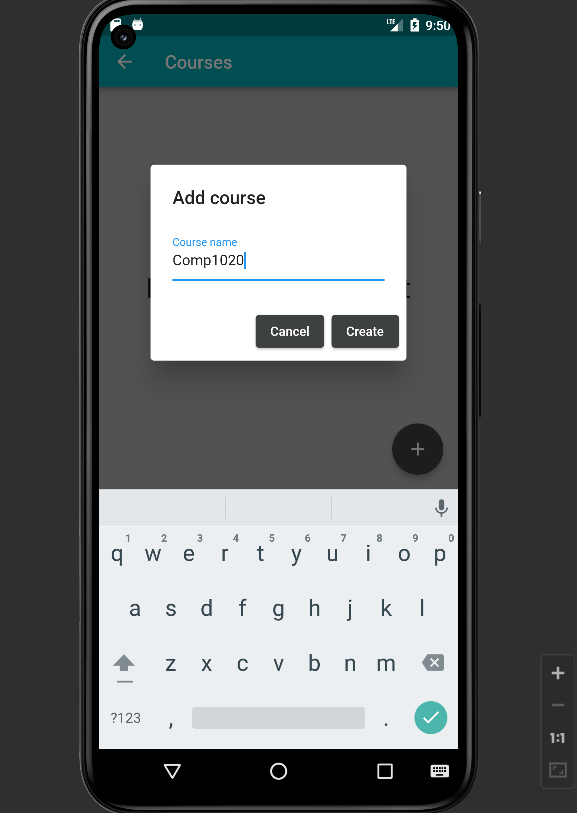 LTE 9:50
Courses
Add course
Course name
Comp1020
Cancel Create
+
1 2 3 4 5 6 7 8 9 0
q w e r t y u i o p
a s d f g h j k l
z x c v b n m
?123 , .
+
-
1:1